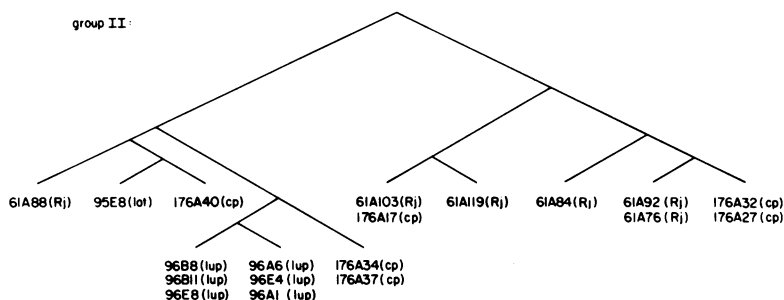 group II:
61A88(Rj) 95E8(lot) 176A40(cp) 61A103(Rj) 61A119(Rj) 61A84(Rj) 61A92(Rj) 176A32(cp)
176A17(cp) 61A76(Rj) 176A27(cp)
96B8(lup) 96A6(lup) 176A34(cp)
96B11(lup) 96E4(lup) 176A37(cp)
96E8(lup) 96A1(lup)